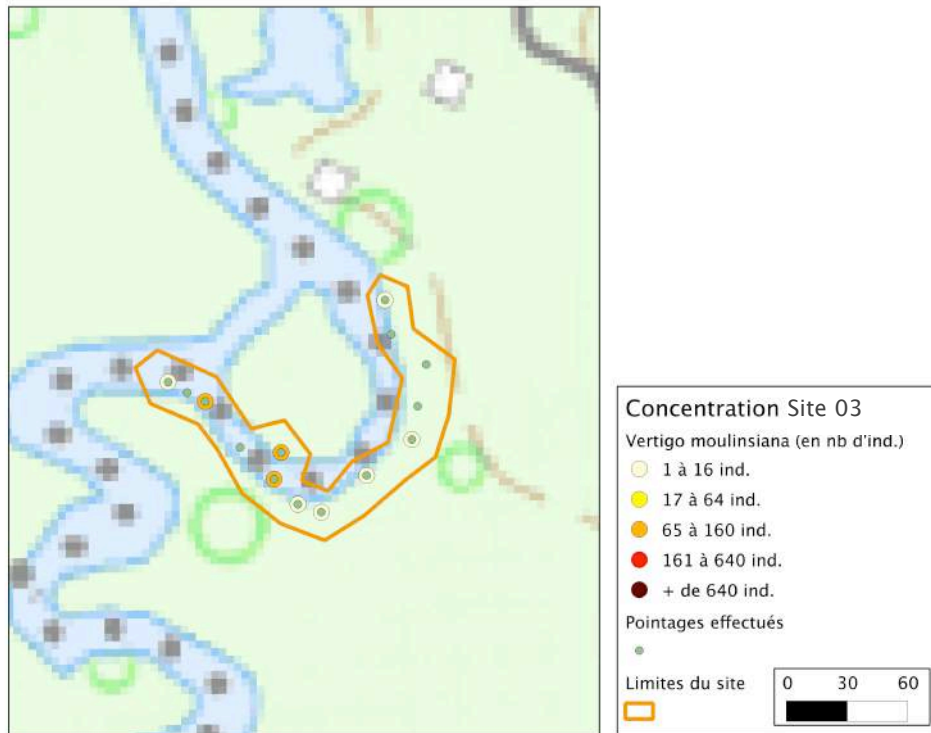 Concentration Site 03
Vertigo moulinsiana (en nb d'ind.)
1 à 16 ind.
17 à 64 ind.
65 à 160 ind.
161 à 640 ind.
+ de 640 ind.
Pointages effectués
Limites du site
0 30 60